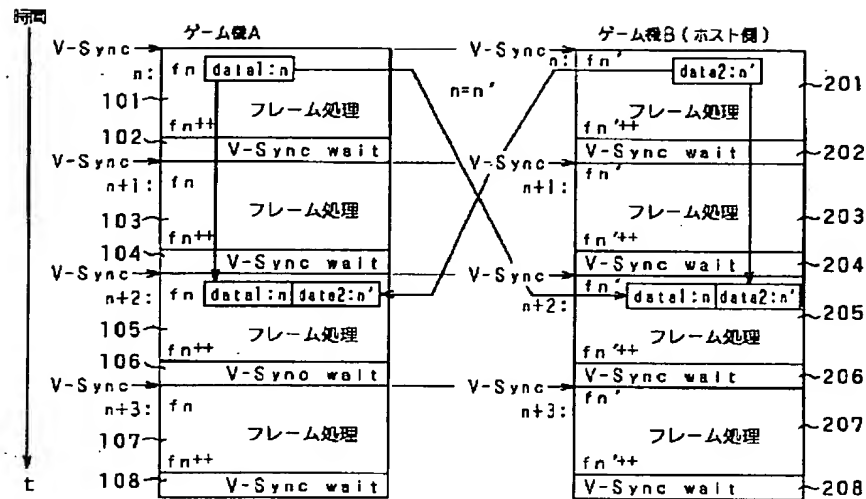 時間
ゲーム機A
ゲーム機B(ホスト側)
V-Sync
V-Sync
n: fn data1:n
n=n'
n: fn' data2:n'
101
フレーム処理
フレーム処理
201
fn++
fn'++
102
V-Sync wait
V-Sync wait
202
V-Sync
V-Sync
n+1: fn
n+1: fn'
103
フレーム処理
フレーム処理
203
fn++
fn'++
104
V-Sync wait
V-Sync wait
204
V-Sync
V-Sync
n+2: fn data1:n data2:n'
n+2: fn' data1:n data2:n'
105
フレーム処理
フレーム処理
205
fn++
fn'++
106
V-Syno wait
V-Sync wait
206
V-Sync
V-Sync
n+3: fn
n+3: fn'
107
フレーム処理
フレーム処理
207
fn++
fn'++
108
V-Sync wait
V-Sync wait
208
t